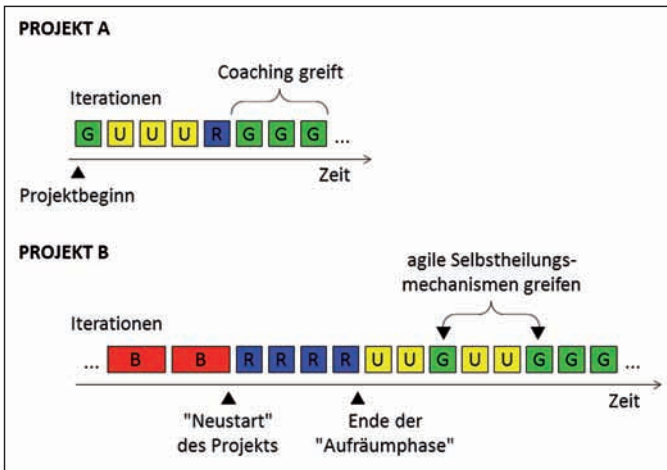 PROJEKT A
Coaching greift
Iterationen
G U U U R G G G ...
Zeit
Projektbeginn
PROJEKT B
agile Selbstheilungs-
mechanismen greifen
Iterationen
... B B R R R R U U G U U G G G ...
Zeit
"Neustart"
des Projekts
Ende der
"Aufräumphase"